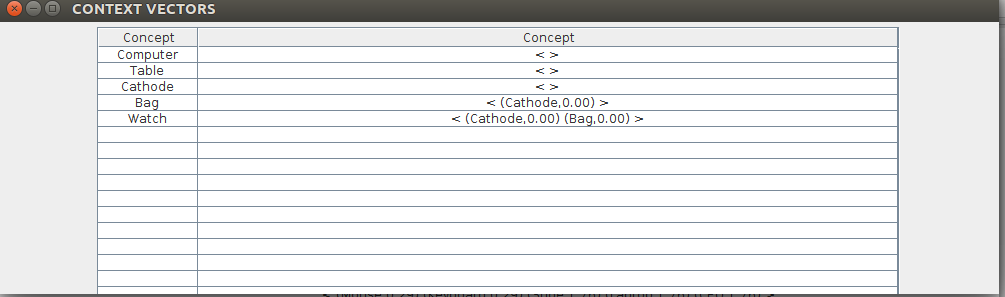 CONTEXT VECTORS
Concept Concept
Computer < >
Table < >
Cathode < >
Bag < (Cathode,0.00) >
Watch < (Cathode,0.00) (Bag,0.00) >